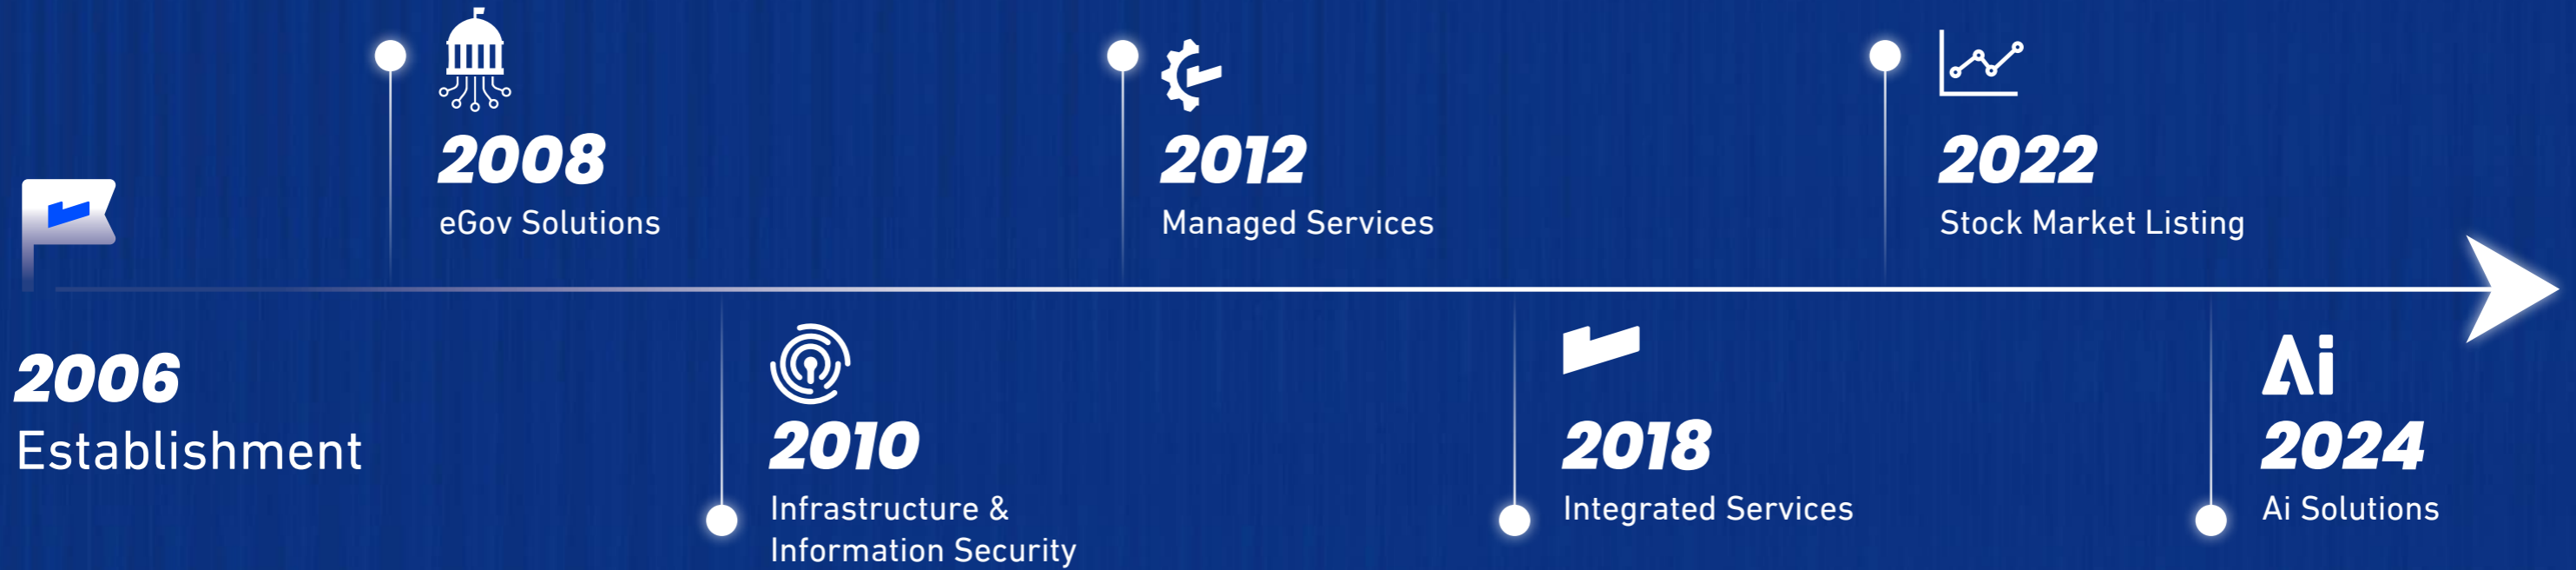 2006
Establishment
2008
eGov Solutions
2010
Infrastructure &
Information Security
2012
Managed Services
2018
Integrated Services
2022
Stock Market Listing
Ai
2024
Ai Solutions